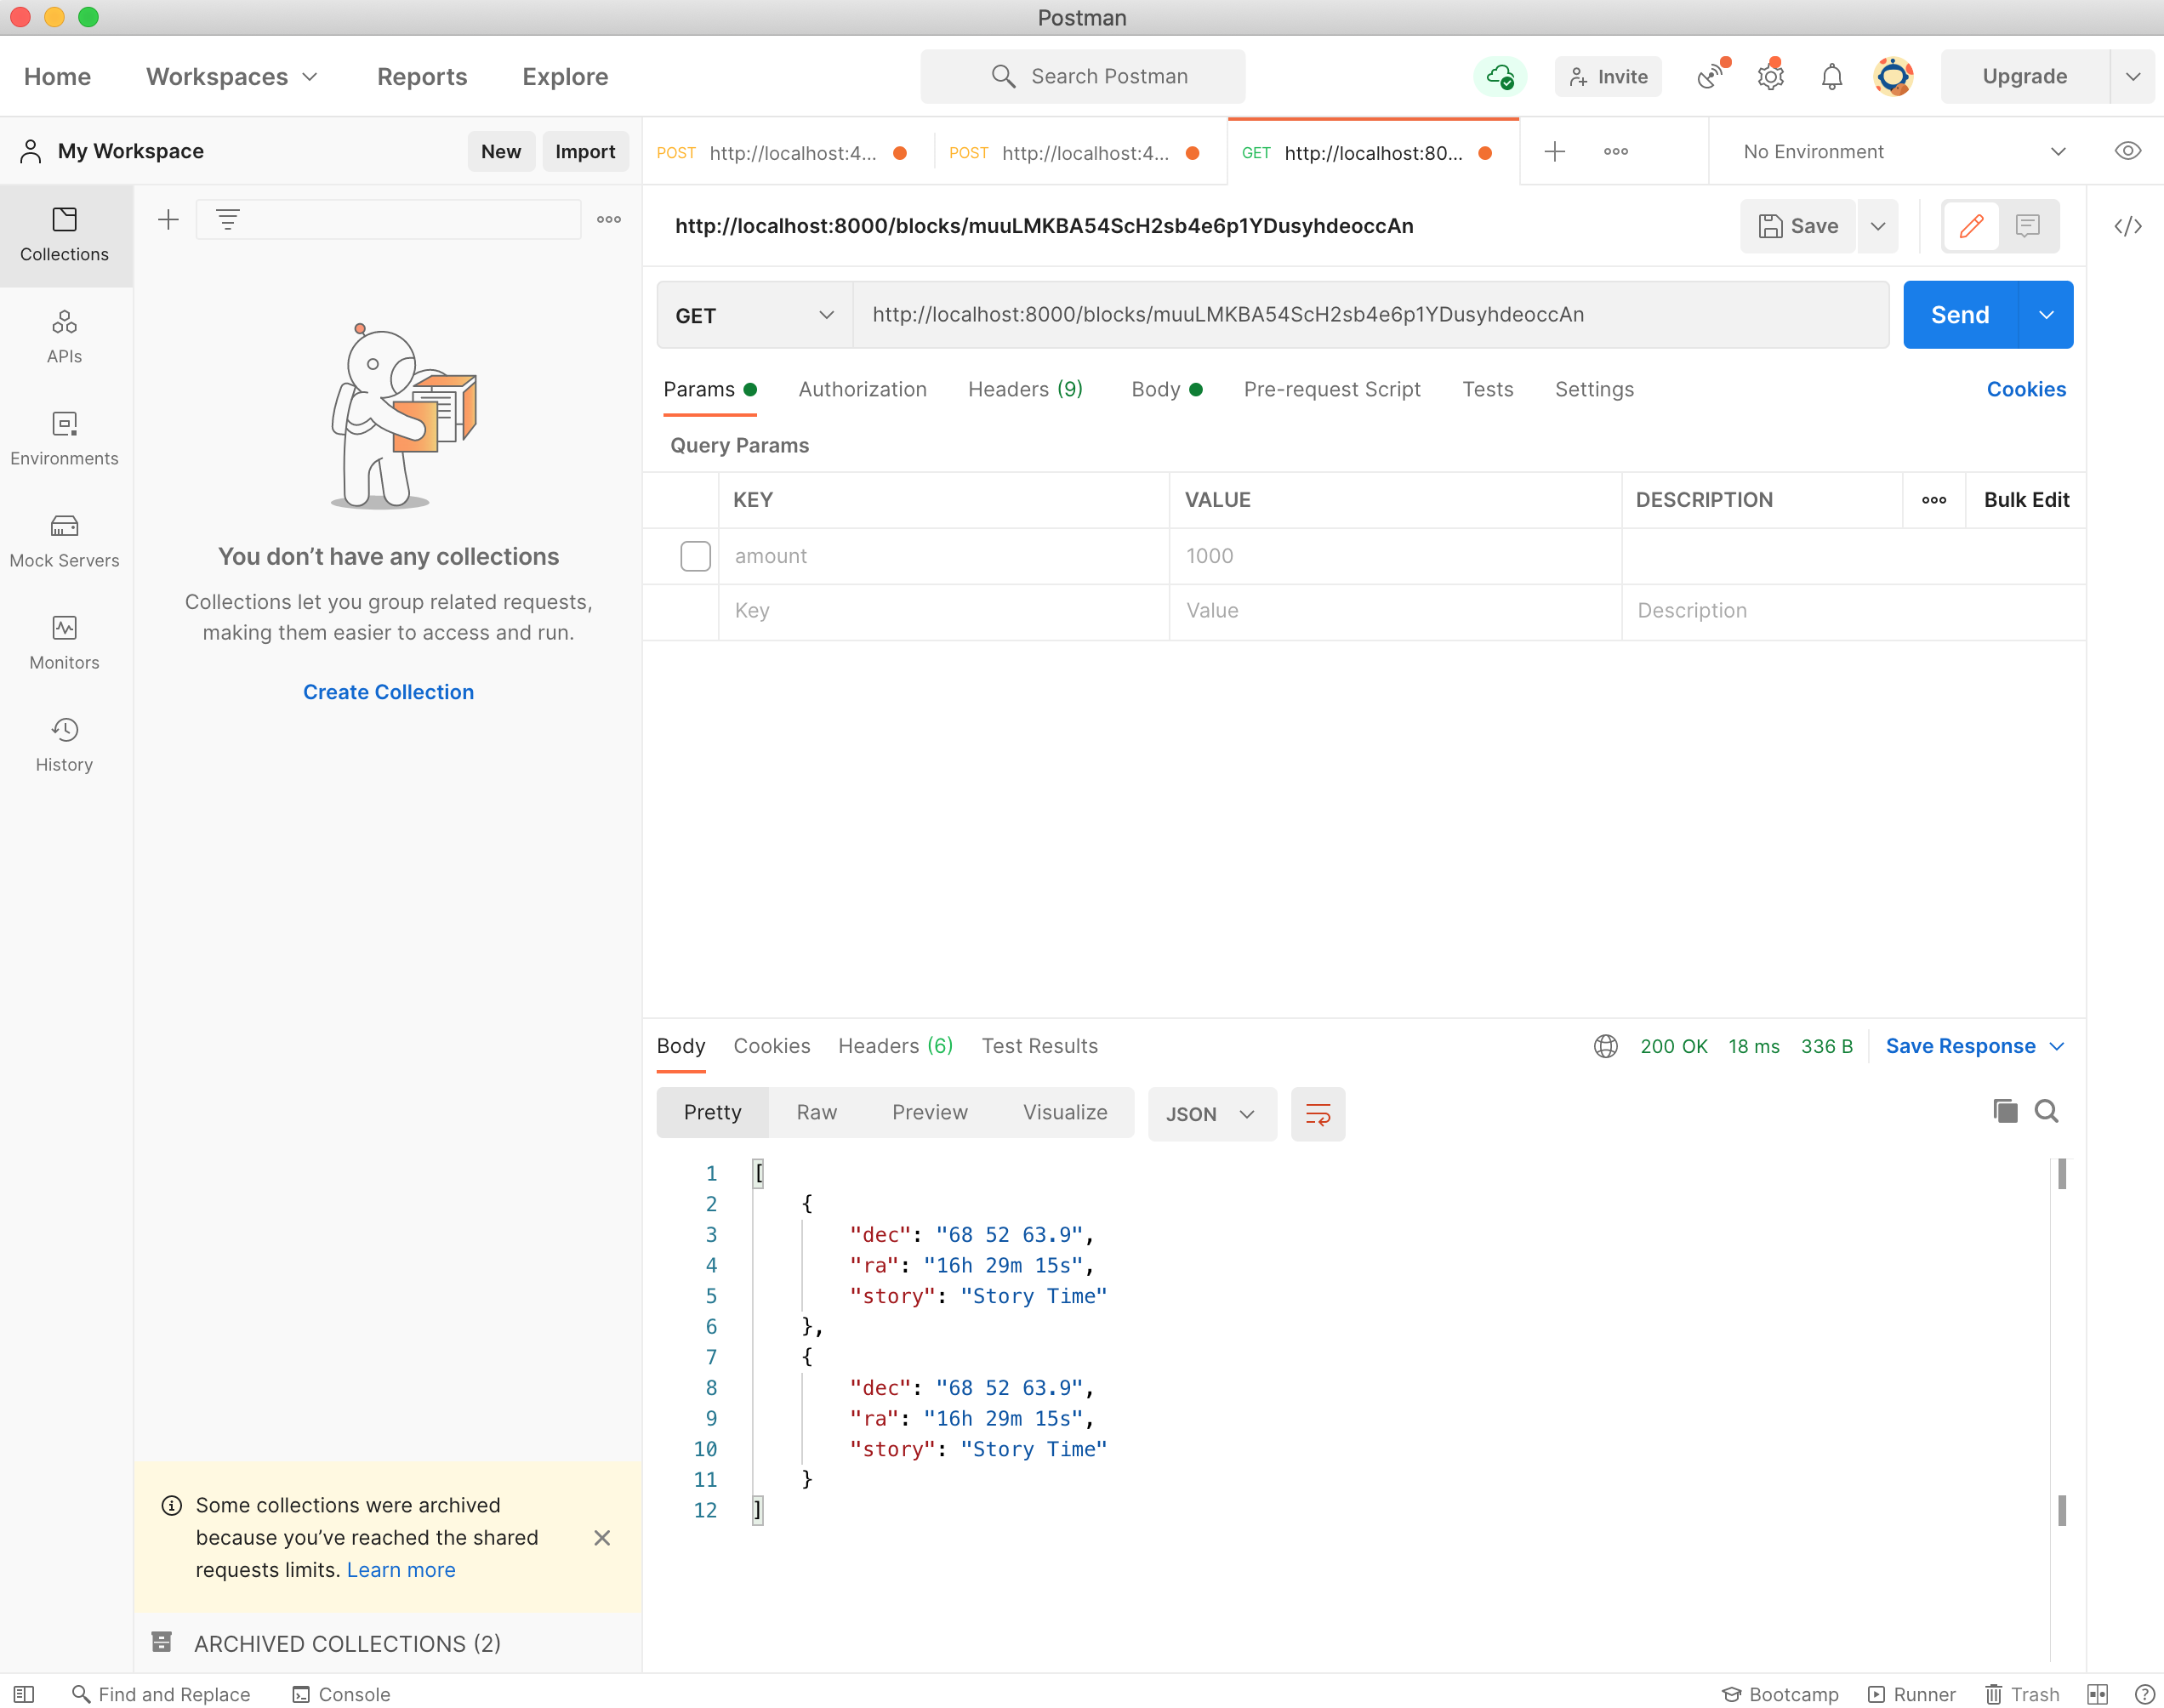 Postman
Home Workspaces Reports Explore Search Postman Invite Upgrade
My Workspace New Import POST http://localhost:4... POST http://localhost:4... GET http://localhost:80... No Environment
Collections
APIs
Environments
Mock Servers
Monitors
History
You don’t have any collections
Collections let you group related requests,
making them easier to access and run.
Create Collection
Some collections were archived
because you’ve reached the shared
requests limits. Learn more
ARCHIVED COLLECTIONS (2)
http://localhost:8000/blocks/muuLMKBA54ScH2sb4e6p1YDusyhdeoccAn Save </>
GET http://localhost:8000/blocks/muuLMKBA54ScH2sb4e6p1YDusyhdeoccAn Send
Params Authorization Headers (9) Body Pre-request Script Tests Settings Cookies
Query Params
KEY VALUE DESCRIPTION Bulk Edit
amount 1000
Key Value Description
Body Cookies Headers (6) Test Results 200 OK 18 ms 336 B Save Response
Pretty Raw Preview Visualize JSON
1 [
2 {
3 "dec": "68 52 63.9",
4 "ra": "16h 29m 15s",
5 "story": "Story Time"
6 },
7 {
8 "dec": "68 52 63.9",
9 "ra": "16h 29m 15s",
10 "story": "Story Time"
11 }
12 ]
Find and Replace Console Bootcamp Runner Trash